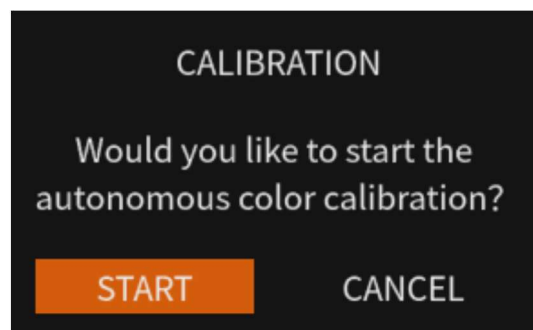 CALIBRATION
Would you like to start the
autonomous color calibration?
START CANCEL